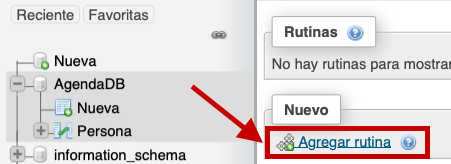 Reciente Favoritas
Nueva
AgendaDB
Nueva
Persona
information_schema
Rutinas
No hay rutinas para mostrar
Nuevo
Agregar rutina